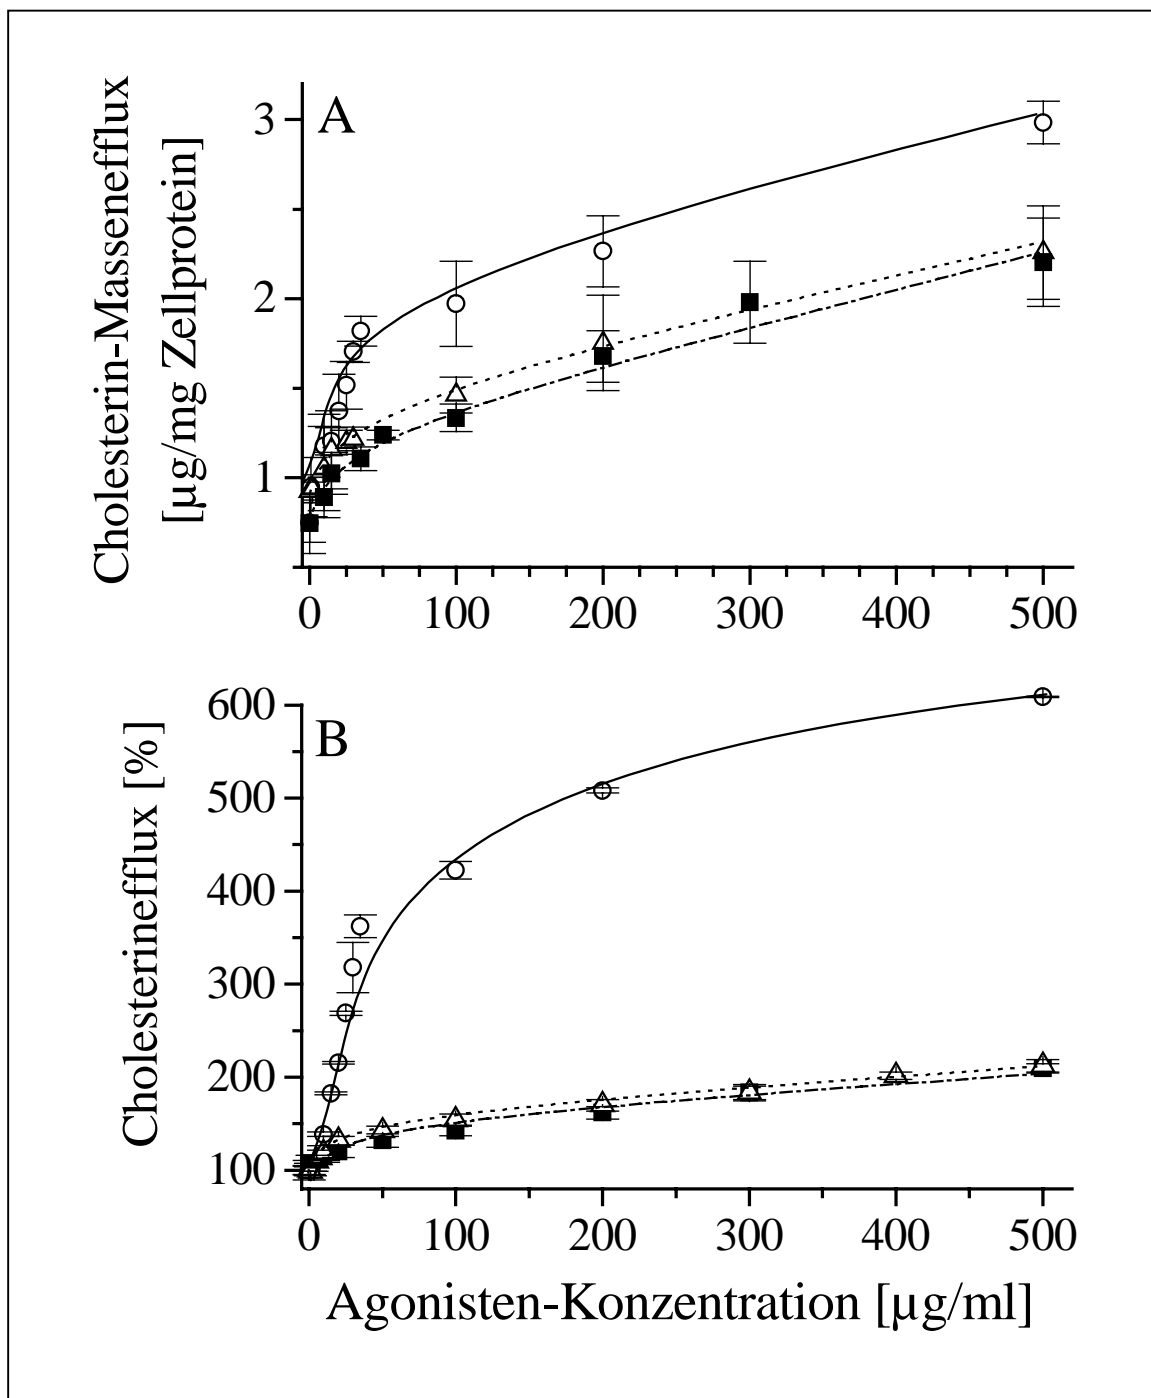 Cholesterin-Massenefflux
[µg/mg Zellprotein]
A
3
2
1
0 100 200 300 400 500
Cholesterinefflux [%]
B
600
500
400
300
200
100
0 100 200 300 400 500
Agonisten-Konzentration [µg/ml]